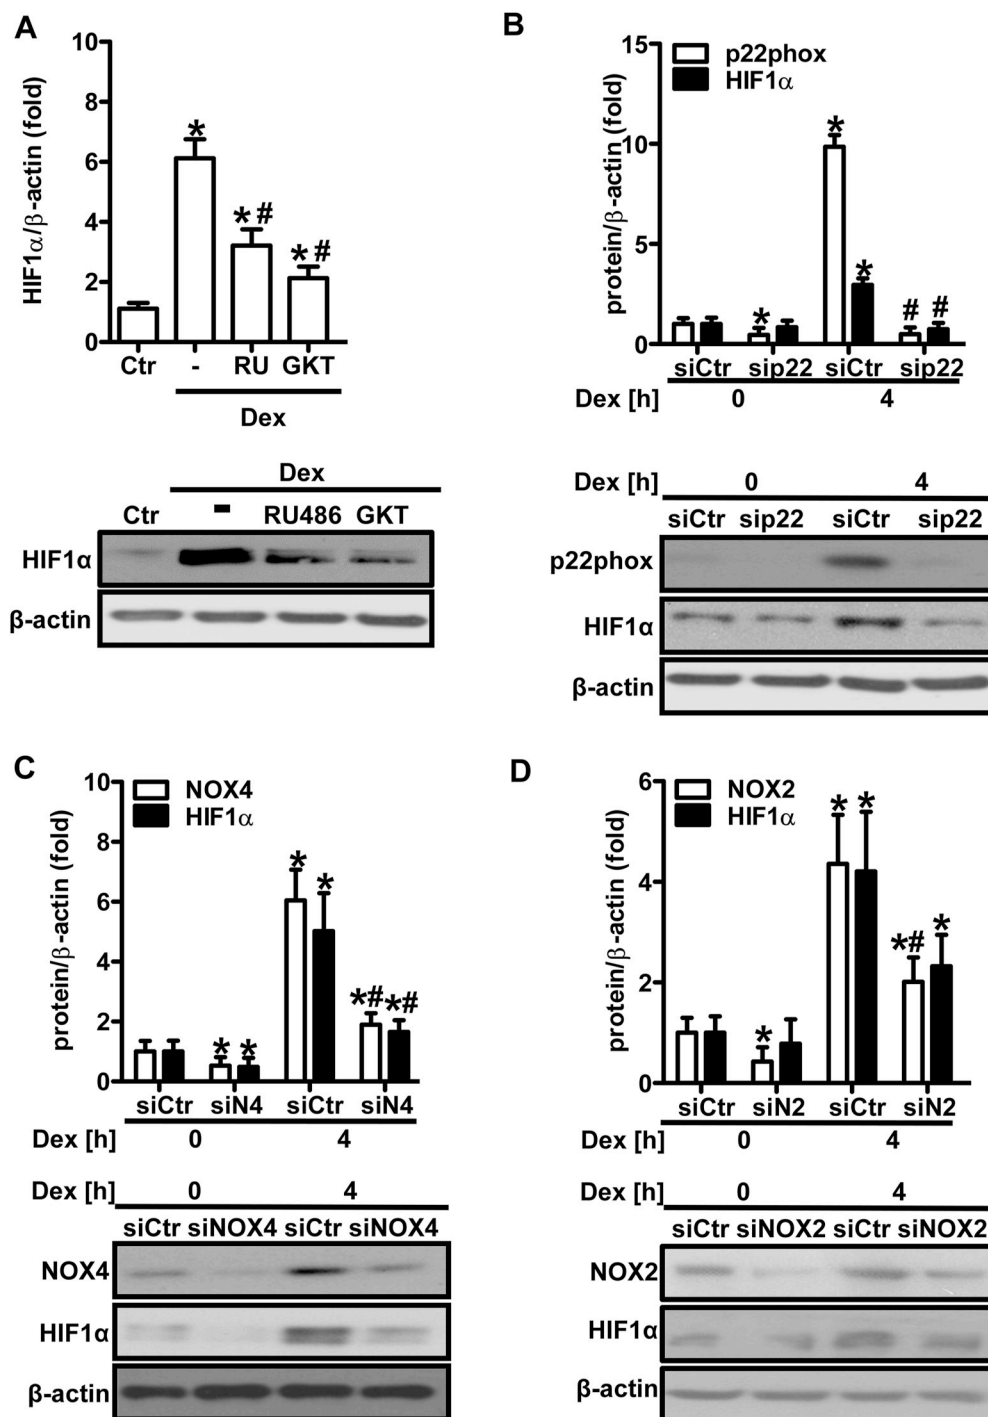 A
HIF1α/β-actin (fold)
10
8
6
4
2
0
*
*#
*#
Ctr
-
RU
GKT
Dex
Dex
Ctr
-
RU486
GKT
HIF1α
β-actin
B
protein/β-actin (fold)
15
10
5
0
p22phox
HIF1α
*
*
*
#
#
siCtr
sip22
siCtr
sip22
Dex [h]
0
4
Dex [h]
0
4
siCtr
sip22
siCtr
sip22
p22phox
HIF1α
β-actin
C
protein/β-actin (fold)
10
8
6
4
2
0
NOX4
HIF1α
*
*
*
*
*#
*#
siCtr
siN4
siCtr
siN4
Dex [h]
0
4
Dex [h]
0
4
siCtr siNOX4 siCtr siNOX4
NOX4
HIF1α
β-actin
D
protein/β-actin (fold)
6
4
2
0
NOX2
HIF1α
*
*
*
*#
*
siCtr
siN2
siCtr
siN2
Dex [h]
0
4
Dex [h]
0
4
siCtr siNOX2 siCtr siNOX2
NOX2
HIF1α
β-actin